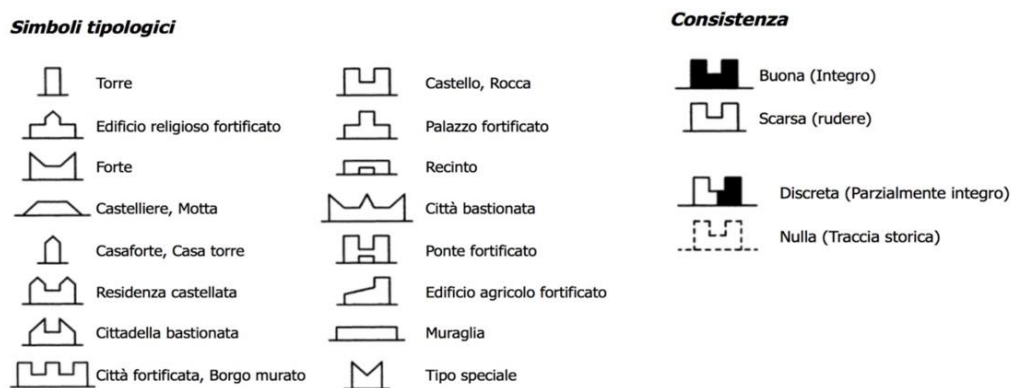 Simboli tipologici
Torre
Edificio religioso fortificato
Forte
Castelliere, Motta
Casaforte, Casa torre
Residenza castellata
Cittadella bastionata
Città fortificata, Borgo murato
Castello, Rocca
Palazzo fortificato
Recinto
Città bastionata
Ponte fortificato
Edificio agricolo fortificato
Muraglia
Tipo speciale
Consistenza
Buona (Integro)
Scarsa (rudere)
Discreta (Parzialmente integro)
Nulla (Traccia storica)